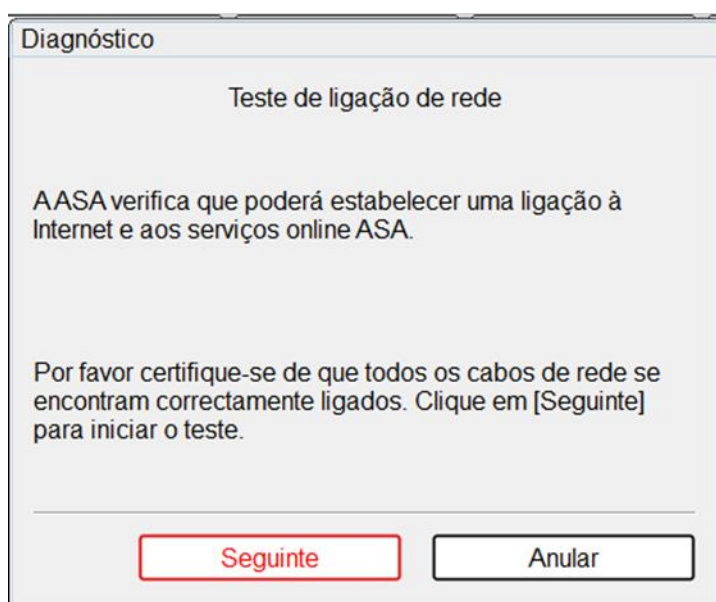 Diagnóstico
Teste de ligação de rede
A ASA verifica que poderá estabelecer uma ligação à
Internet e aos serviços online ASA.
Por favor certifique-se de que todos os cabos de rede se
encontram correctamente ligados. Clique em [Seguinte]
para iniciar o teste.
Seguinte
Anular